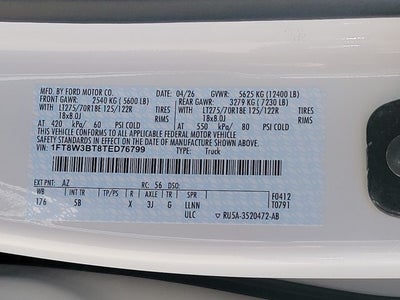 MFD. BY FORD MOTOR CO. 04/26 GVWR: 5625 KG (12400 LB)
FRONT GAWR: 2540 KG (5600 LB) REAR GAWR: 3279 KG (7230 LB)
WITH LT275/70R18E 125/122R TIRES WITH LT275/70R18E 125/122R TIRES
18x8.0J RIMS 18x8.0J RIMS
AT 420 kPa/ 60 PSI COLD AT 550 kPa/ 80 PSI COLD
THIS VEHICLE CONFORMS TO ALL APPLICABLE FEDERAL MOTOR VEHICLE
SAFETY STANDARDS IN EFFECT ON THE DATE OF MANUFACTURE SHOWN ABOVE.
VIN: 1FT8W3BT8TED76799 TYPE: Truck
EXT PNT: AZ RC: 56 DSO: F0412
WB INT TR TP/PS R AXLE TR SPR T0791
176 5B X 3J G LLNN
ULC RU5A-3520472-AB